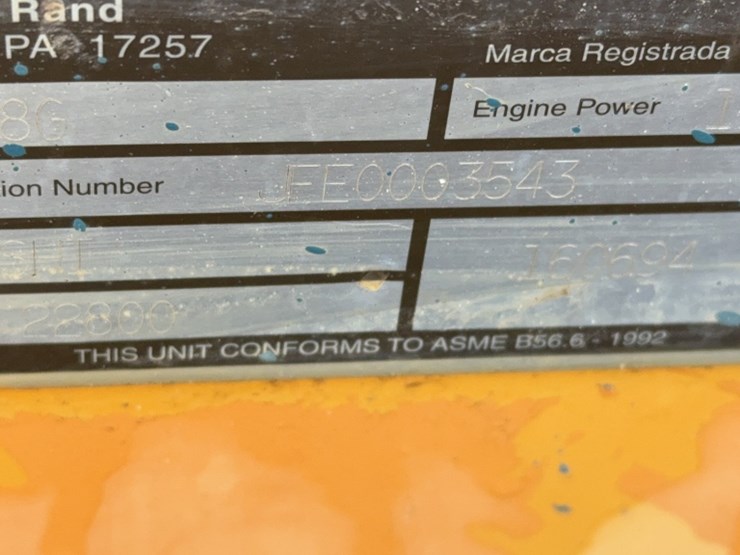 Rand
PA 17257
Marca Registrada
8G
Engine Power
ion Number JFE0003543
22800
THIS UNIT CONFORMS TO ASME B56.6 - 1992